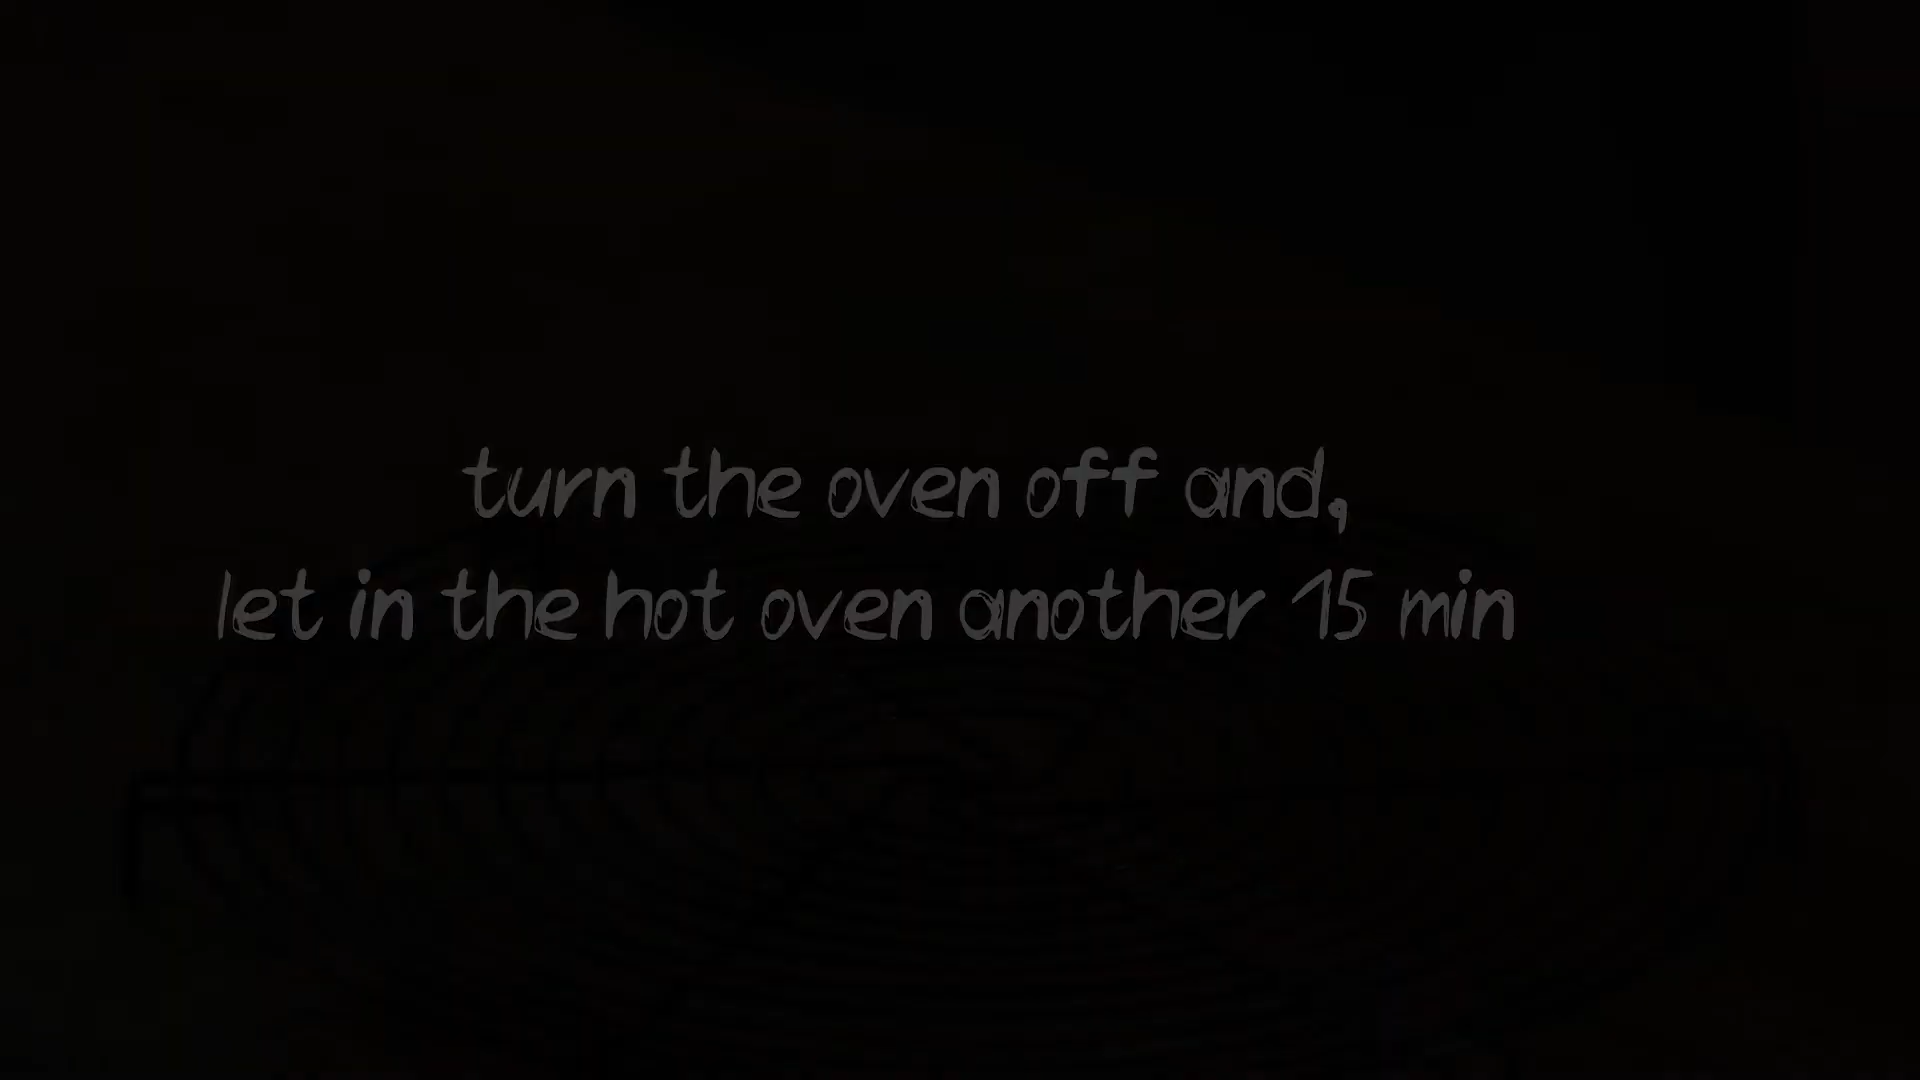 turn the oven off and,
let in the hot oven another 15 min